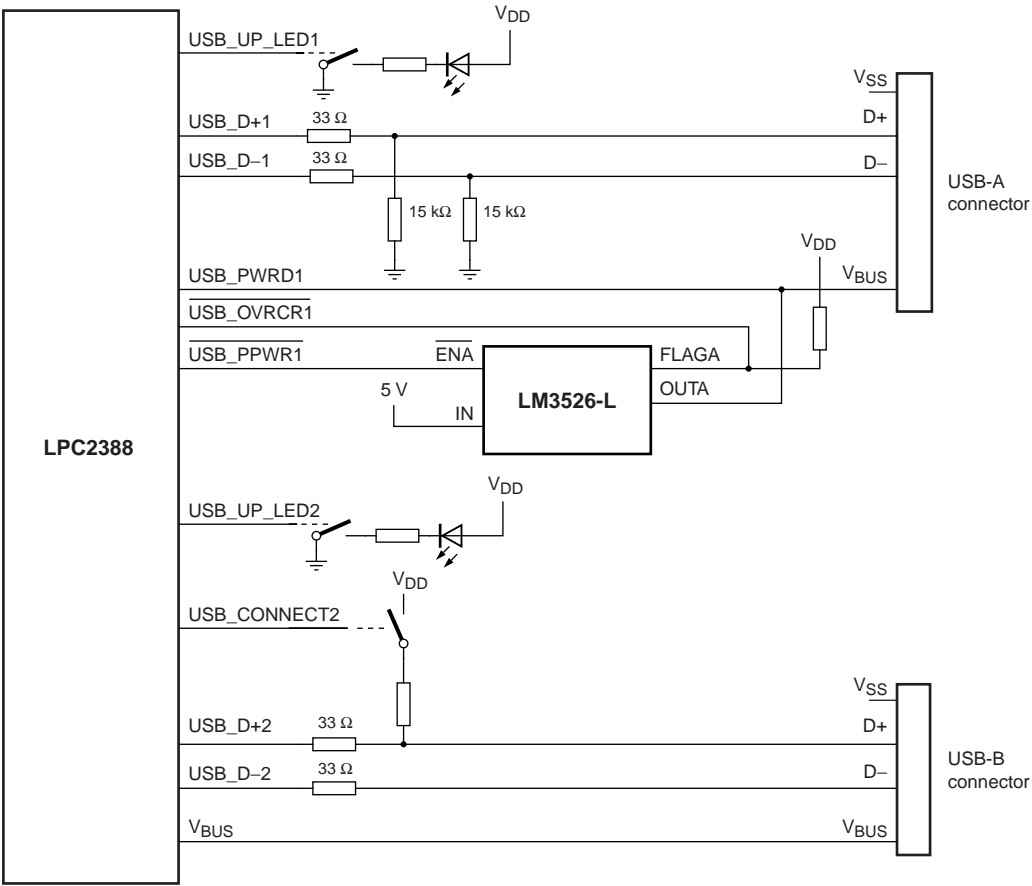 VDD
USB_UP_LED1
VSS
USB_D+1
33 Ω
D+
USB_D−1
33 Ω
D−
USB-A
connector
15 kΩ
15 kΩ
VDD
USB_PWRD1
VBUS
USB_OVRCR1
USB_PPWR1
ENA
FLAGA
5 V
IN
LM3526-L
OUTA
LPC2388
VDD
USB_UP_LED2
VDD
USB_CONNECT2
VSS
USB_D+2
33 Ω
D+
USB_D−2
33 Ω
D−
USB-B
connector
VBUS
VBUS